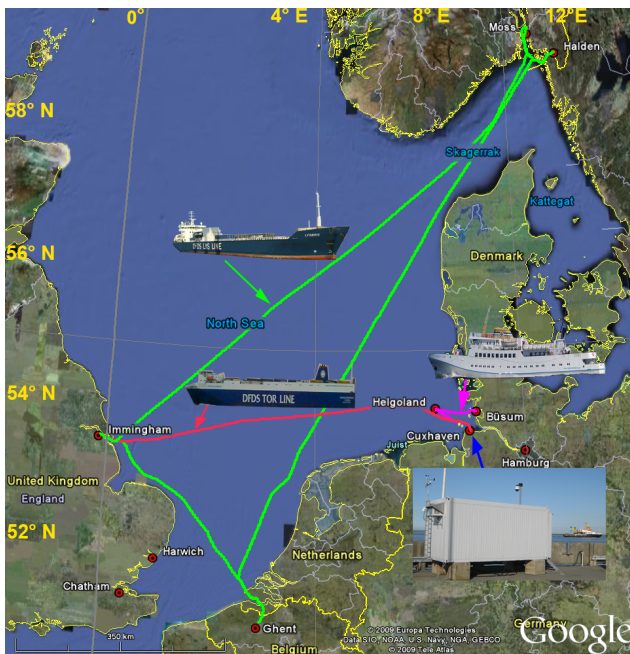 0°
4° E
8° E
12°E
Moss
Halden
58° N
Skagerrak
Kattegat
DFDS LYS LINE
56° N
Denmark
North Sea
54° N
DFDS TOR LINE
Helgoland
Büsum
Immingham
Cuxhaven
Juist
Hamburg
United Kingdom
England
52° N
Harwich
Netherlands
Chatham
Ghent
350 km
Belgium
Germany
© 2009 Europa Technologies
Data SIO, NOAA, U.S. Navy, NGA, GEBCO
© 2009 Tele Atlas
Google